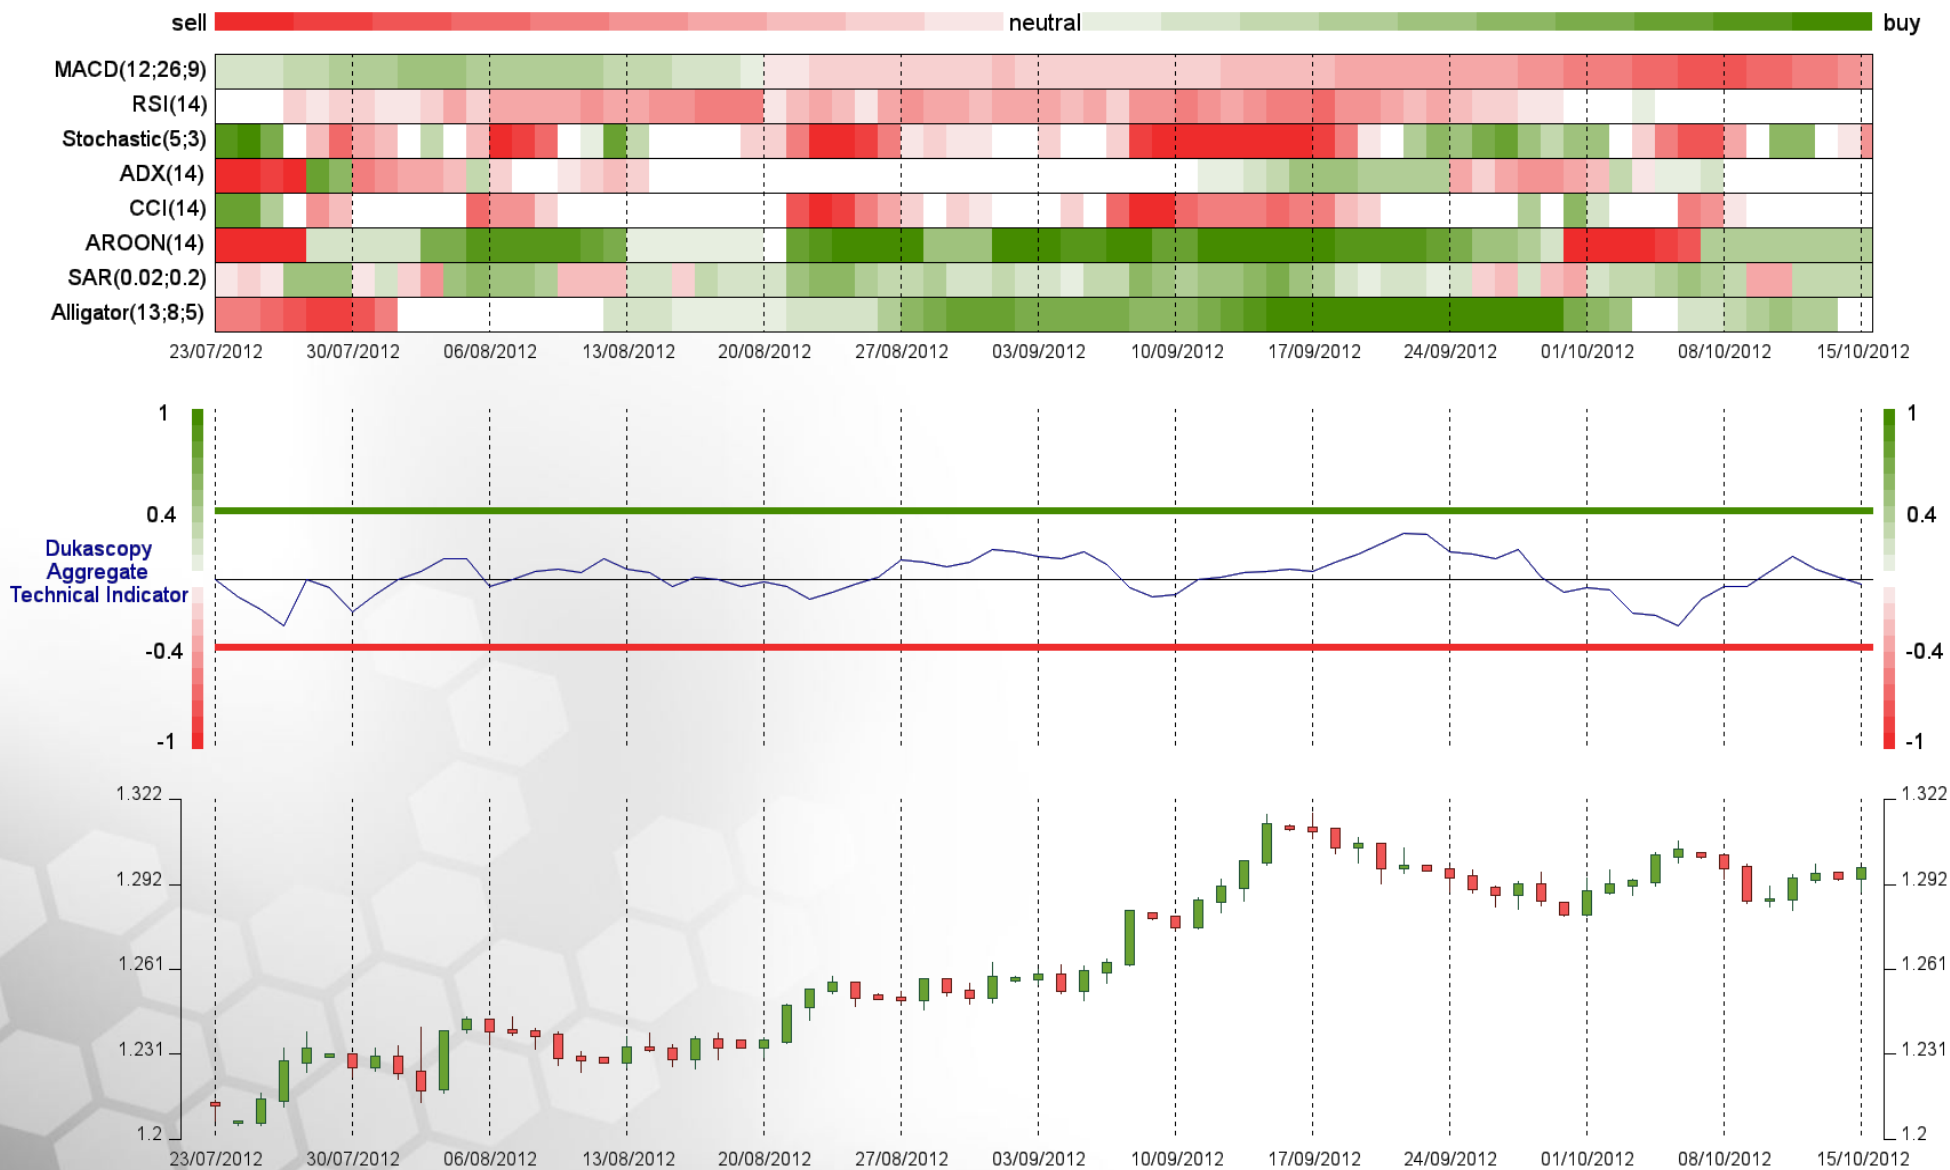 sell neutral buy
MACD(12;26;9)
RSI(14)
Stochastic(5;3)
ADX(14)
CCI(14)
AROON(14)
SAR(0.02;0.2)
Alligator(13;8;5)
23/07/2012 30/07/2012 06/08/2012 13/08/2012 20/08/2012 27/08/2012 03/09/2012 10/09/2012 17/09/2012 24/09/2012 01/10/2012 08/10/2012 15/10/2012
1 1
0.4 0.4
Dukascopy
Aggregate
Technical Indicator
-0.4 -0.4
-1 -1
1.322 1.322
1.292 1.292
1.261 1.261
1.231 1.231
1.2 1.2
23/07/2012 30/07/2012 06/08/2012 13/08/2012 20/08/2012 27/08/2012 03/09/2012 10/09/2012 17/09/2012 24/09/2012 01/10/2012 08/10/2012 15/10/2012